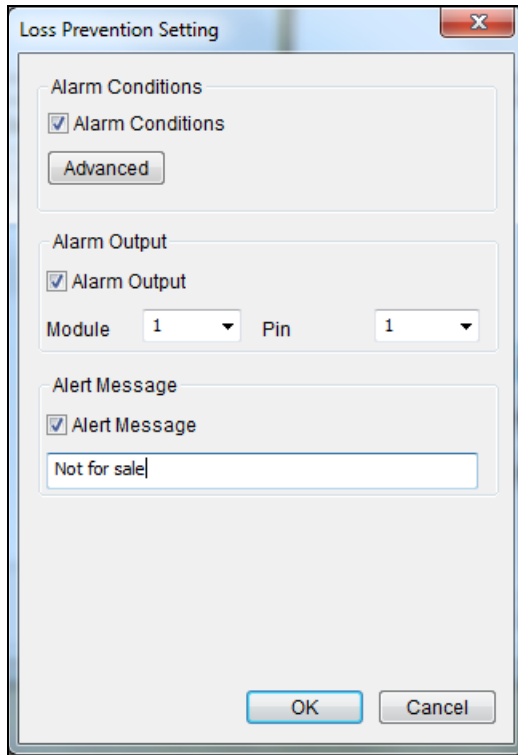 Loss Prevention Setting
Alarm Conditions
Alarm Conditions
Advanced
Alarm Output
Alarm Output
Module 1 Pin 1
Alert Message
Alert Message
Not for sale
OK Cancel